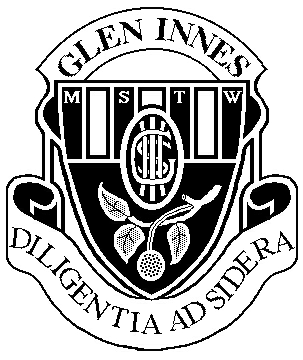 GLEN INNES
M S T W
DILIGENTIA AD SIDERA